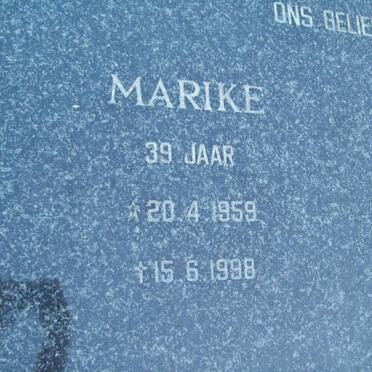 ONS GELIE
MARIKE
39 JAAR
☆ 20 4 1959
† 15 6 1998